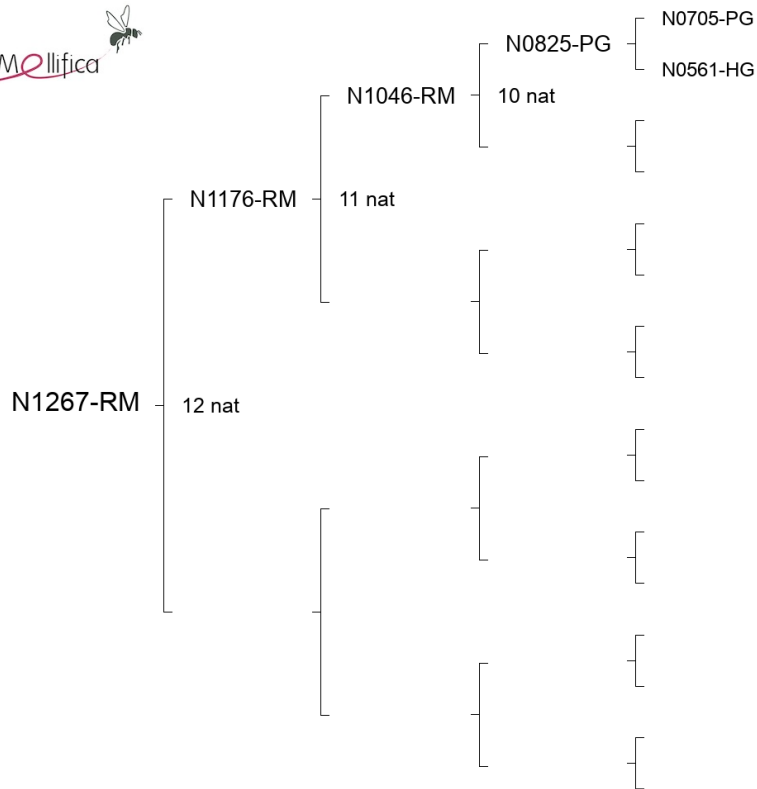 Mellifica
N0705-PG
N0825-PG
N0561-HG
N1046-RM
10 nat
N1176-RM
11 nat
N1267-RM
12 nat